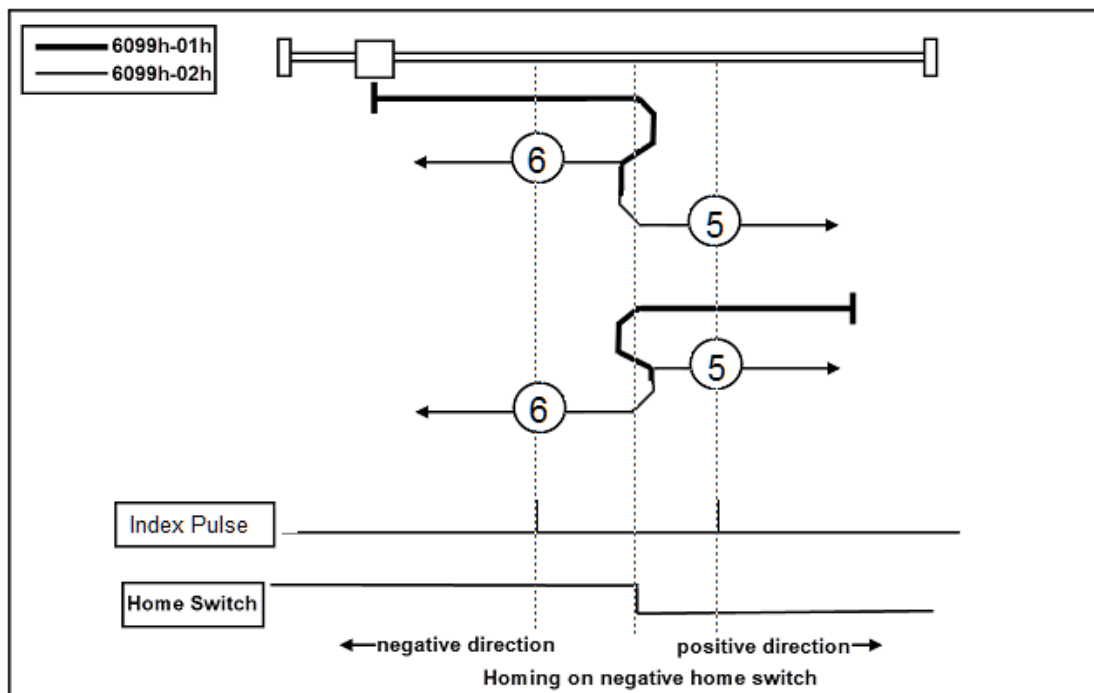 6099h-01h
6099h-02h
6
5
5
6
Index Pulse
Home Switch
negative direction
positive direction
Homing on negative home switch